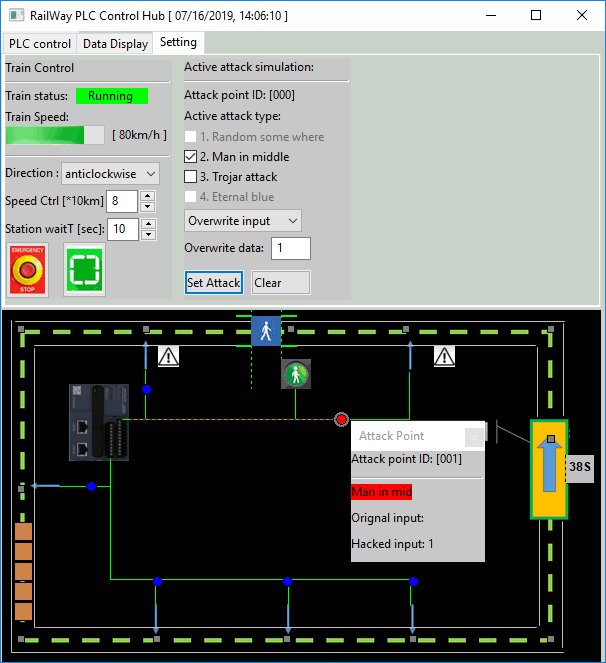 RailWay PLC Control Hub [ 07/16/2019, 14:06:10 ]
PLC control Data Display Setting
Train Control
Train status: Running
Train Speed:
[ 80km/h ]
Direction : anticlockwise
Speed Ctrl [*10km] 8
Station waitT [sec]: 10
EMERGENCY
STOP
Active attack simulation:
Attack point ID: [000]
Active attack type:
1. Random some where
2. Man in middle
3. Trojar attack
4. Eternal blue
Overwrite input
Overwrite data: 1
Set Attack Clear
Attack Point
Attack point ID: [001]
Man in mid
Orignal input:
Hacked input: 1
38S